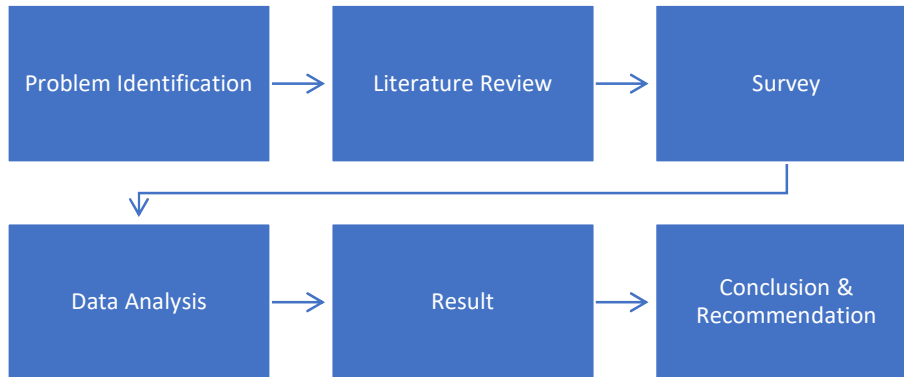 Problem Identification
Literature Review
Survey
Data Analysis
Result
Conclusion &
Recommendation